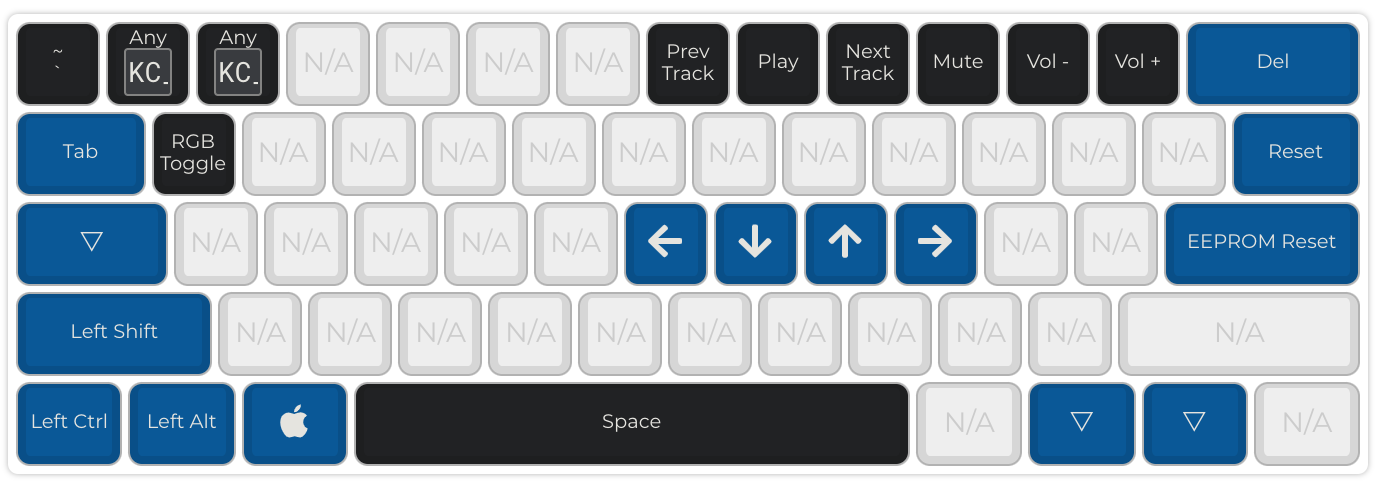 ~
`
Any
KC_
Any
KC_
N/A
N/A
N/A
N/A
Prev
Track
Play
Next
Track
Mute
Vol -
Vol +
Del
Tab
RGB
Toggle
N/A
N/A
N/A
N/A
N/A
N/A
N/A
N/A
N/A
N/A
N/A
Reset
▽
N/A
N/A
N/A
N/A
N/A
←
↓
↑
→
N/A
N/A
EEPROM Reset
Left Shift
N/A
N/A
N/A
N/A
N/A
N/A
N/A
N/A
N/A
N/A
N/A
Left Ctrl
Left Alt
Space
N/A
▽
▽
N/A